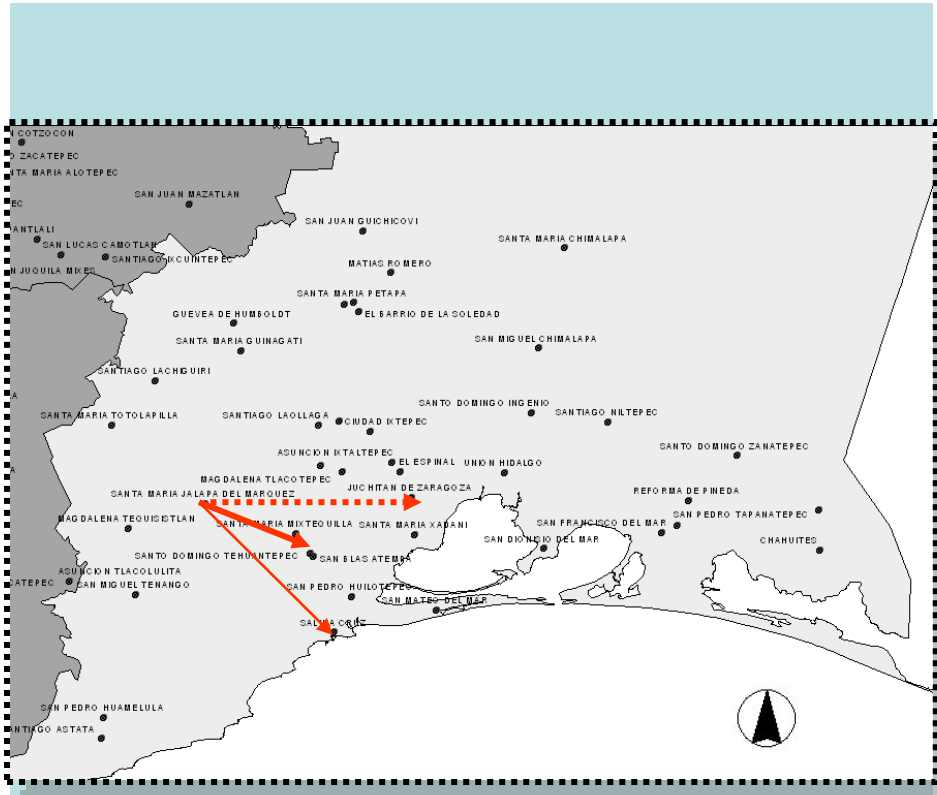 N COTZOCON
O ZACATEPEC
NTA MARIA ALOTEPEC
SAN JUAN MAZATLAN
EC
SAN JUAN GUICHICOVI
ANTLALI
SAN LUCAS CAMOTLAN
SANTA MARIA CHIMALAPA
SANTIAGO IXCUINTEPEC
MATIAS ROMERO
N JUQUILA MIXES
SANTA MARIA PETAPA
GUEVEA DE HUMBOLDT
EL BARRIO DE LA SOLEDAD
SANTA MARIA GUINAGATI
SAN MIGUEL CHIMALAPA
SANTIAGO LACHIGUIRI
A
SANTO DOMINGO INGENIO
SANTA MARIA TOTOLAPILLA
SANTIAGO LAOLLAGA
SANTIAGO NILTEPEC
CIUDAD IXTEPEC
SANTO DOMINGO ZANATEPEC
ASUNCION IXTALTEPEC
EL ESPINAL
UNION HIDALGO
A
MAGDALENA TLACOTEPEC
JUCHITAN DE ZARAGOZA
SANTA MARIA JALAPA DEL MARQUEZ
REFORMA DE PINEDA
SAN PEDRO TAPANATEPEC
MAGDALENA TEQUISISTLAN
SANTA MARIA MIXTEQUILLA
SANTA MARIA XADANI
SAN FRANCISCO DEL MAR
SAN DIONISIO DEL MAR
CHAHUITES
SANTO DOMINGO TEHUANTEPEC
SAN BLAS ATEMPA
ASUNCION TLACOLULITA
CATEPEC
SAN MIGUEL TENANGO
SAN PEDRO HUILOTEPEC
SAN MATEO DEL MAR
SALINA CRUZ
SAN PEDRO HUAMELULA
ANTIAGO ASTATA